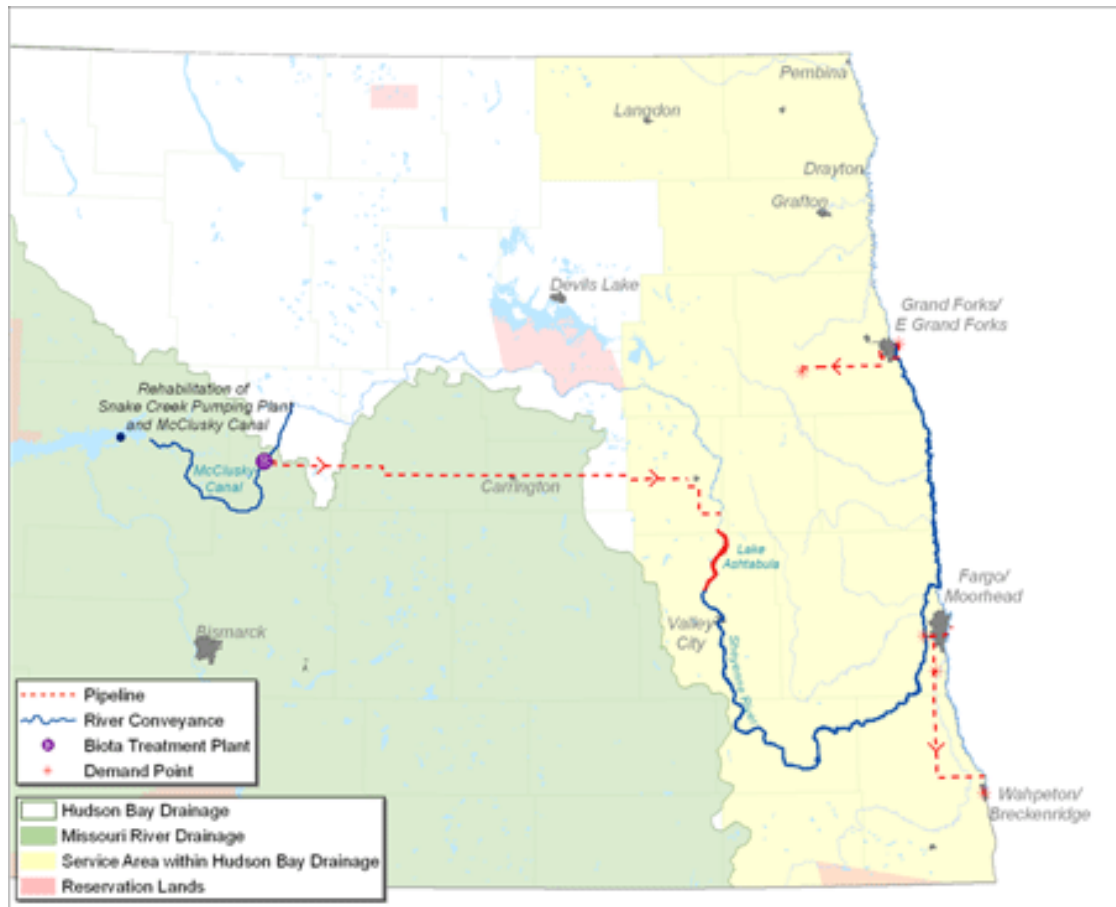 Pembina
Langdon
Drayton
Grafton
Devils Lake
Grand Forks/
E Grand Forks
Rehabilitation of
Snake Creek Pumping Plant
and McClusky Canal
McClusky
Canal
Carrington
Lake
Ashtabula
Fargo/
Moorhead
Valley
City
Sheyenne River
Bismarck
Wahpeton/
Breckenridge
Pipeline
River Conveyance
Biota Treatment Plant
Demand Point
Hudson Bay Drainage
Missouri River Drainage
Service Area within Hudson Bay Drainage
Reservation Lands